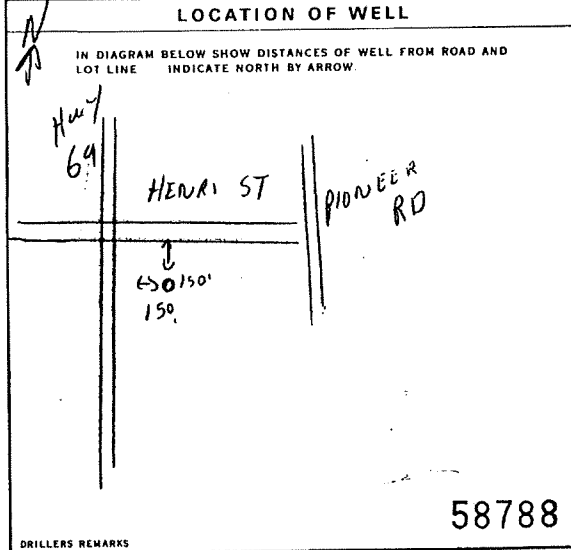 LOCATION OF WELL
N
IN DIAGRAM BELOW SHOW DISTANCES OF WELL FROM ROAD AND
LOT LINE INDICATE NORTH BY ARROW.
Hwy
69
HENRI ST
PIONEER
RD
150'
150'
58788
DRILLERS REMARKS